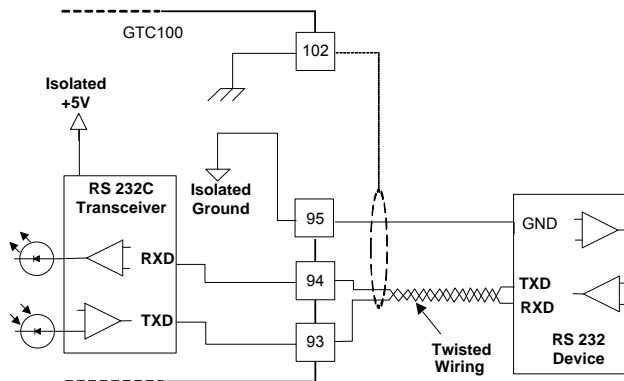 GTC100
102
Isolated
+5V
RS 232C
Transceiver
Isolated
Ground
95
GND
RXD
94
TXD
RXD
TXD
93
Twisted
Wiring
RS 232
Device